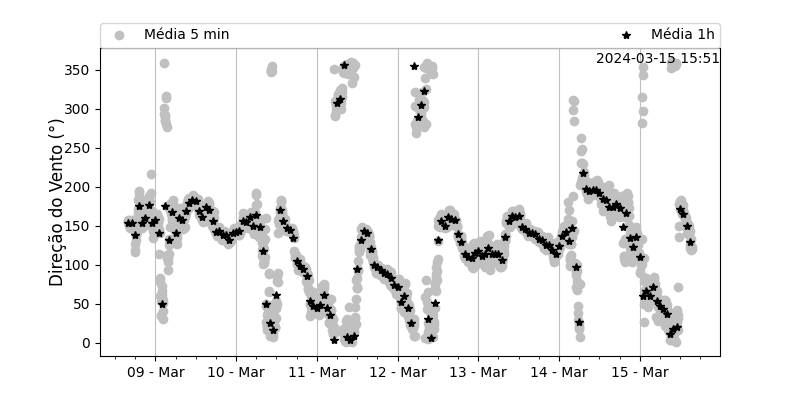 Média 5 min
Média 1h
2024-03-15 15:51
Direção do Vento (°)
350
300
250
200
150
100
50
0
09 - Mar
10 - Mar
11 - Mar
12 - Mar
13 - Mar
14 - Mar
15 - Mar